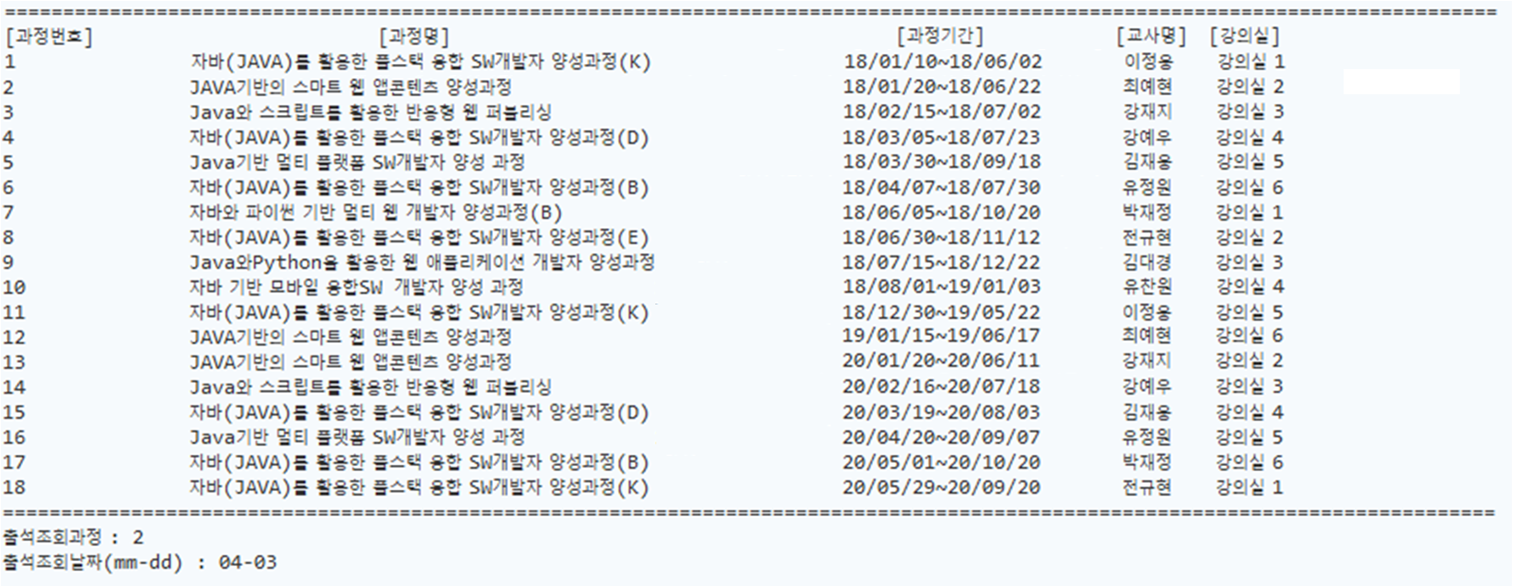 ================================================================================
[과정번호] [과정명] [과정기간] [교사명] [강의실]
1 자바(JAVA)를 활용한 풀스택 융합 SW개발자 양성과정(K) 18/01/10~18/06/02 이정웅 강의실 1
2 JAVA기반의 스마트 웹 앱콘텐츠 양성과정 18/01/20~18/06/22 최예현 강의실 2
3 Java와 스크립트를 활용한 반응형 웹 퍼블리싱 18/02/15~18/07/02 강재지 강의실 3
4 자바(JAVA)를 활용한 풀스택 융합 SW개발자 양성과정(D) 18/03/05~18/07/23 강예우 강의실 4
5 Java기반 멀티 플랫폼 SW개발자 양성 과정 18/03/30~18/09/18 김재웅 강의실 5
6 자바(JAVA)를 활용한 풀스택 융합 SW개발자 양성과정(B) 18/04/07~18/07/30 유정원 강의실 6
7 자바와 파이썬 기반 멀티 웹 개발자 양성과정(B) 18/06/05~18/10/20 박재정 강의실 1
8 자바(JAVA)를 활용한 풀스택 융합 SW개발자 양성과정(E) 18/06/30~18/11/12 전규현 강의실 2
9 Java와Python을 활용한 웹 애플리케이션 개발자 양성과정 18/07/15~18/12/22 김대경 강의실 3
10 자바 기반 모바일 융합SW 개발자 양성 과정 18/08/01~19/01/03 유찬원 강의실 4
11 자바(JAVA)를 활용한 풀스택 융합 SW개발자 양성과정(K) 18/12/30~19/05/22 이정웅 강의실 5
12 JAVA기반의 스마트 웹 앱콘텐츠 양성과정 19/01/15~19/06/17 최예현 강의실 6
13 JAVA기반의 스마트 웹 앱콘텐츠 양성과정 20/01/20~20/06/11 강재지 강의실 2
14 Java와 스크립트를 활용한 반응형 웹 퍼블리싱 20/02/16~20/07/18 강예우 강의실 3
15 자바(JAVA)를 활용한 풀스택 융합 SW개발자 양성과정(D) 20/03/19~20/08/03 김재웅 강의실 4
16 Java기반 멀티 플랫폼 SW개발자 양성 과정 20/04/20~20/09/07 유정원 강의실 5
17 자바(JAVA)를 활용한 풀스택 융합 SW개발자 양성과정(B) 20/05/01~20/10/20 박재정 강의실 6
18 자바(JAVA)를 활용한 풀스택 융합 SW개발자 양성과정(K) 20/05/29~20/09/20 전규현 강의실 1
================================================================================
출석조회과정 : 2
출석조회날짜(mm-dd) : 04-03